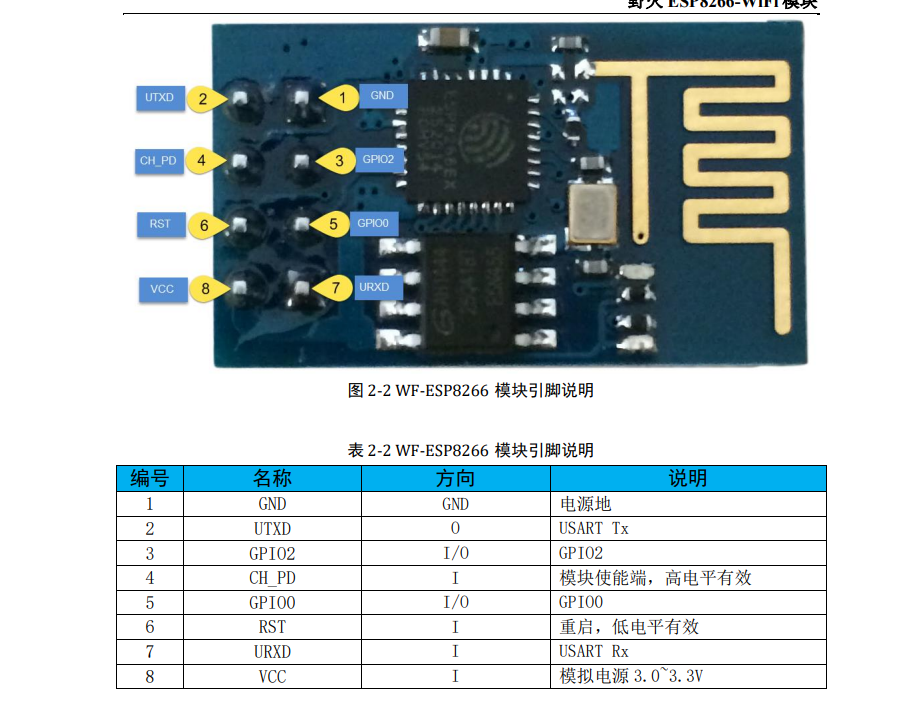 野火 ESP8266-WIFI 模块
UTXD 2 1 GND
CH_PD 4 3 GPIO2
RST 6 5 GPIO0
VCC 8 7 URXD
图 2-2 WF-ESP8266 模块引脚说明
表 2-2 WF-ESP8266 模块引脚说明
编号 名称 方向 说明
1 GND GND 电源地
2 UTXD O USART Tx
3 GPIO2 I/O GPIO2
4 CH_PD I 模块使能端，高电平有效
5 GPIO0 I/O GPIO0
6 RST I 重启，低电平有效
7 URXD I USART Rx
8 VCC I 模拟电源 3.0~3.3V